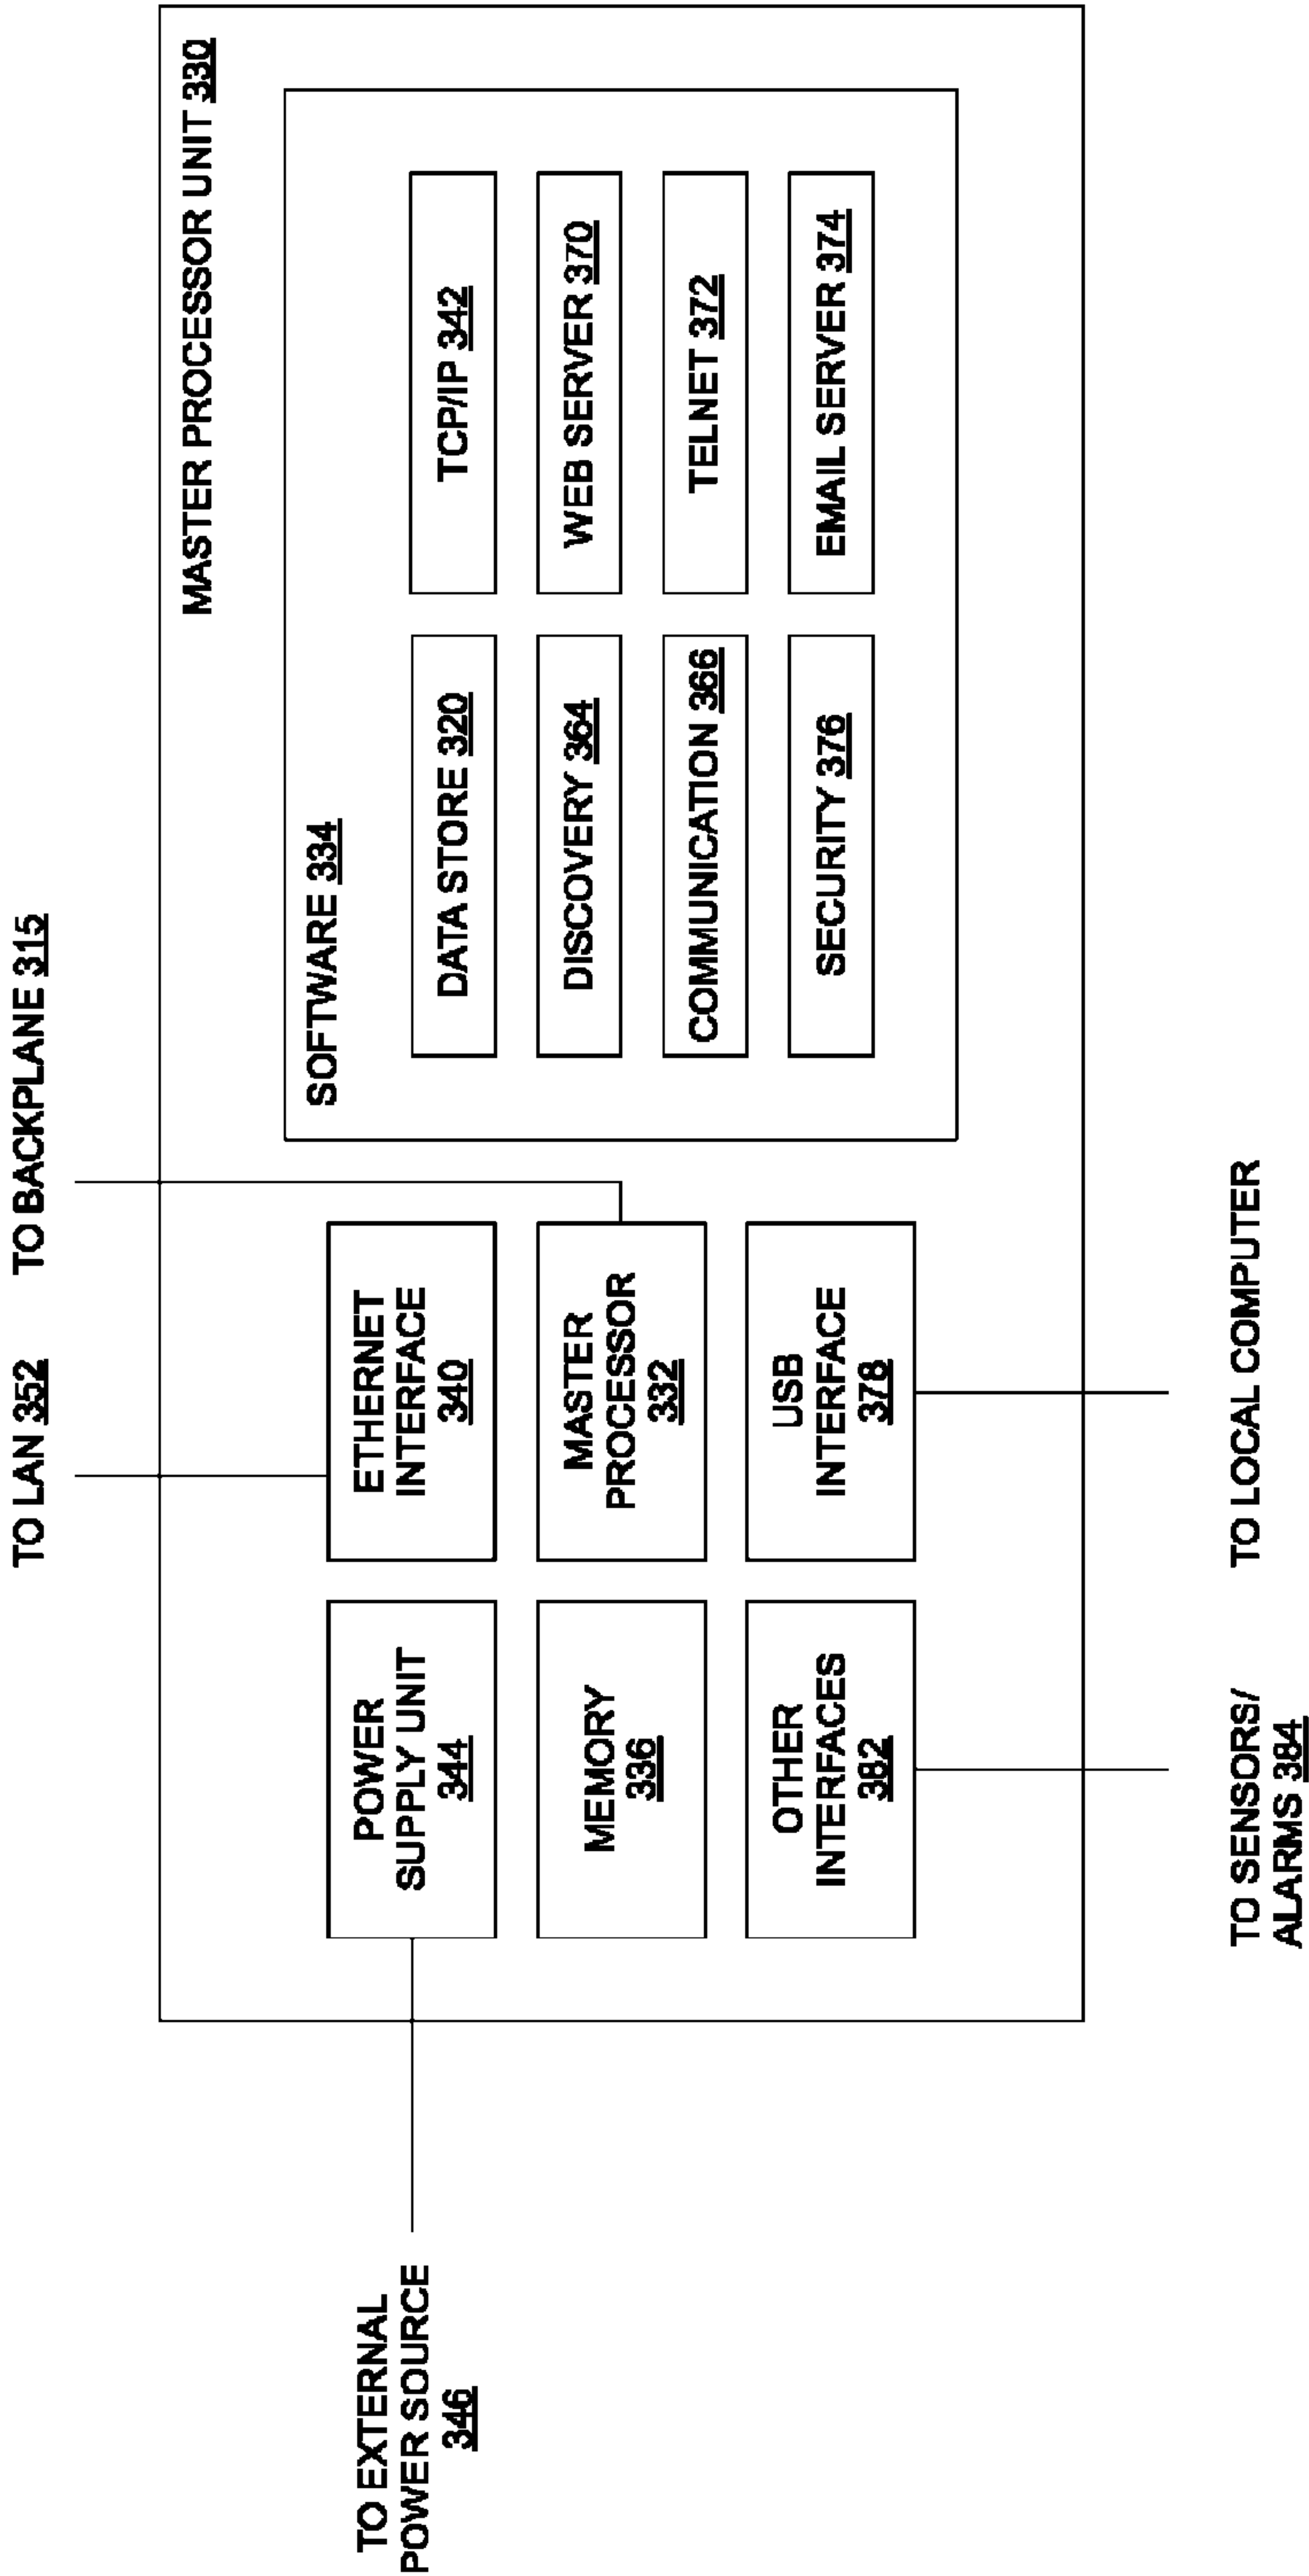 TO LAN 352
TO BACKPLANE 315
MASTER PROCESSOR UNIT 330
TO EXTERNAL
POWER SOURCE
346
POWER
SUPPLY UNIT
344
ETHERNET
INTERFACE
340
MEMORY
336
MASTER
PROCESSOR
332
OTHER
INTERFACES
382
USB
INTERFACE
378
SOFTWARE 334
DATA STORE 320
TCP/IP 342
DISCOVERY 364
WEB SERVER 370
COMMUNICATION 366
TELNET 372
SECURITY 376
EMAIL SERVER 374
TO SENSORS/
ALARMS 384
TO LOCAL COMPUTER